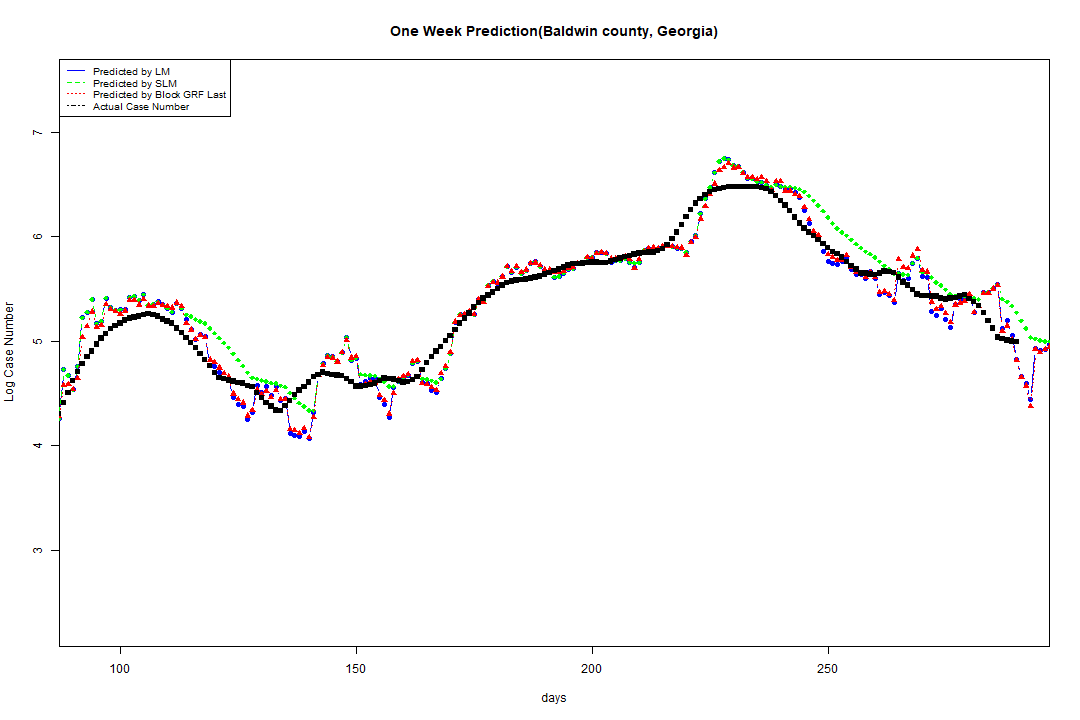 One Week Prediction(Baldwin county, Georgia)
Predicted by LM
Predicted by SLM
Predicted by Block GRF Last
Actual Case Number
7
6
5
4
3
Log Case Number
100 150 200 250
days